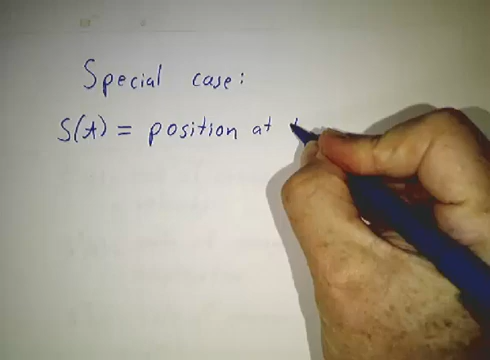 Special case:
S(t) = position at t